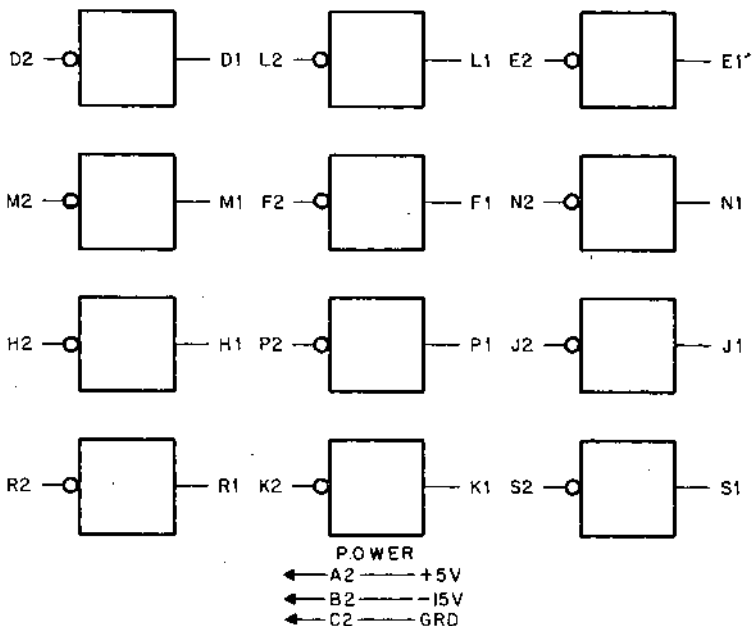 D2 D1 L2 L1 E2 E1
M2 M1 F2 F1 N2 N1
H2 H1 P2 P1 J2 J1
R2 R1 K2 K1 S2 S1
POWER
A2 +5V
B2 -15V
C2 GRD